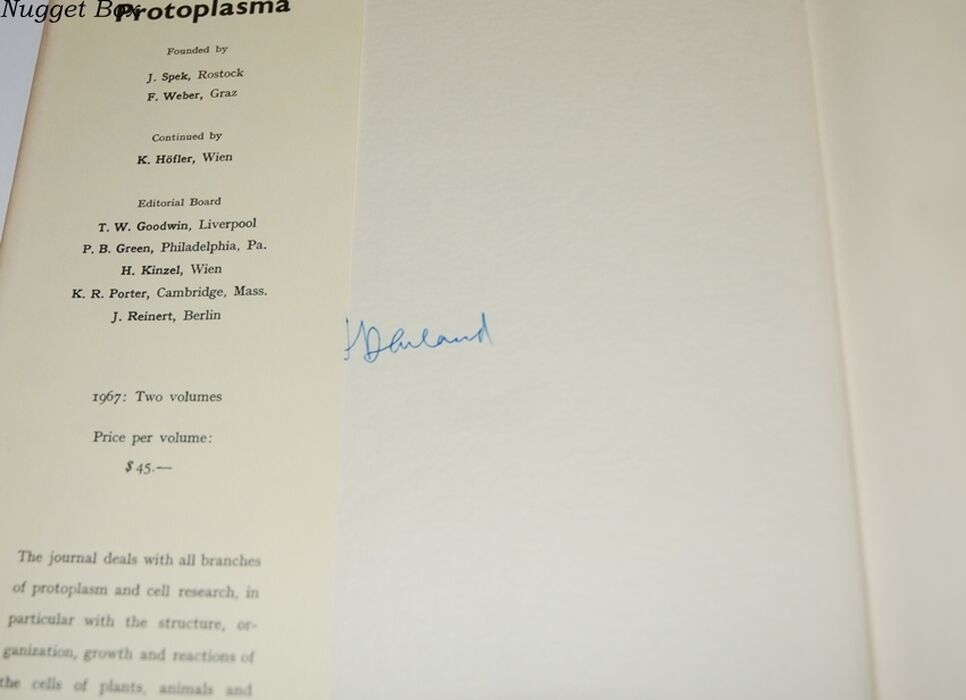 Nugget Box
Protoplasma
Founded by
J. Spek, Rostock
F. Weber, Graz
Continued by
K. Höfler, Wien
Editorial Board
T. W. Goodwin, Liverpool
P. B. Green, Philadelphia, Pa.
H. Kinzel, Wien
K. R. Porter, Cambridge, Mass.
J. Reinert, Berlin
1967: Two volumes
Price per volume:
$ 45.—
The journal deals with all branches
of protoplasm and cell research, in
particular with the structure, or-
ganization, growth and reactions of
the cells of plants, animals and